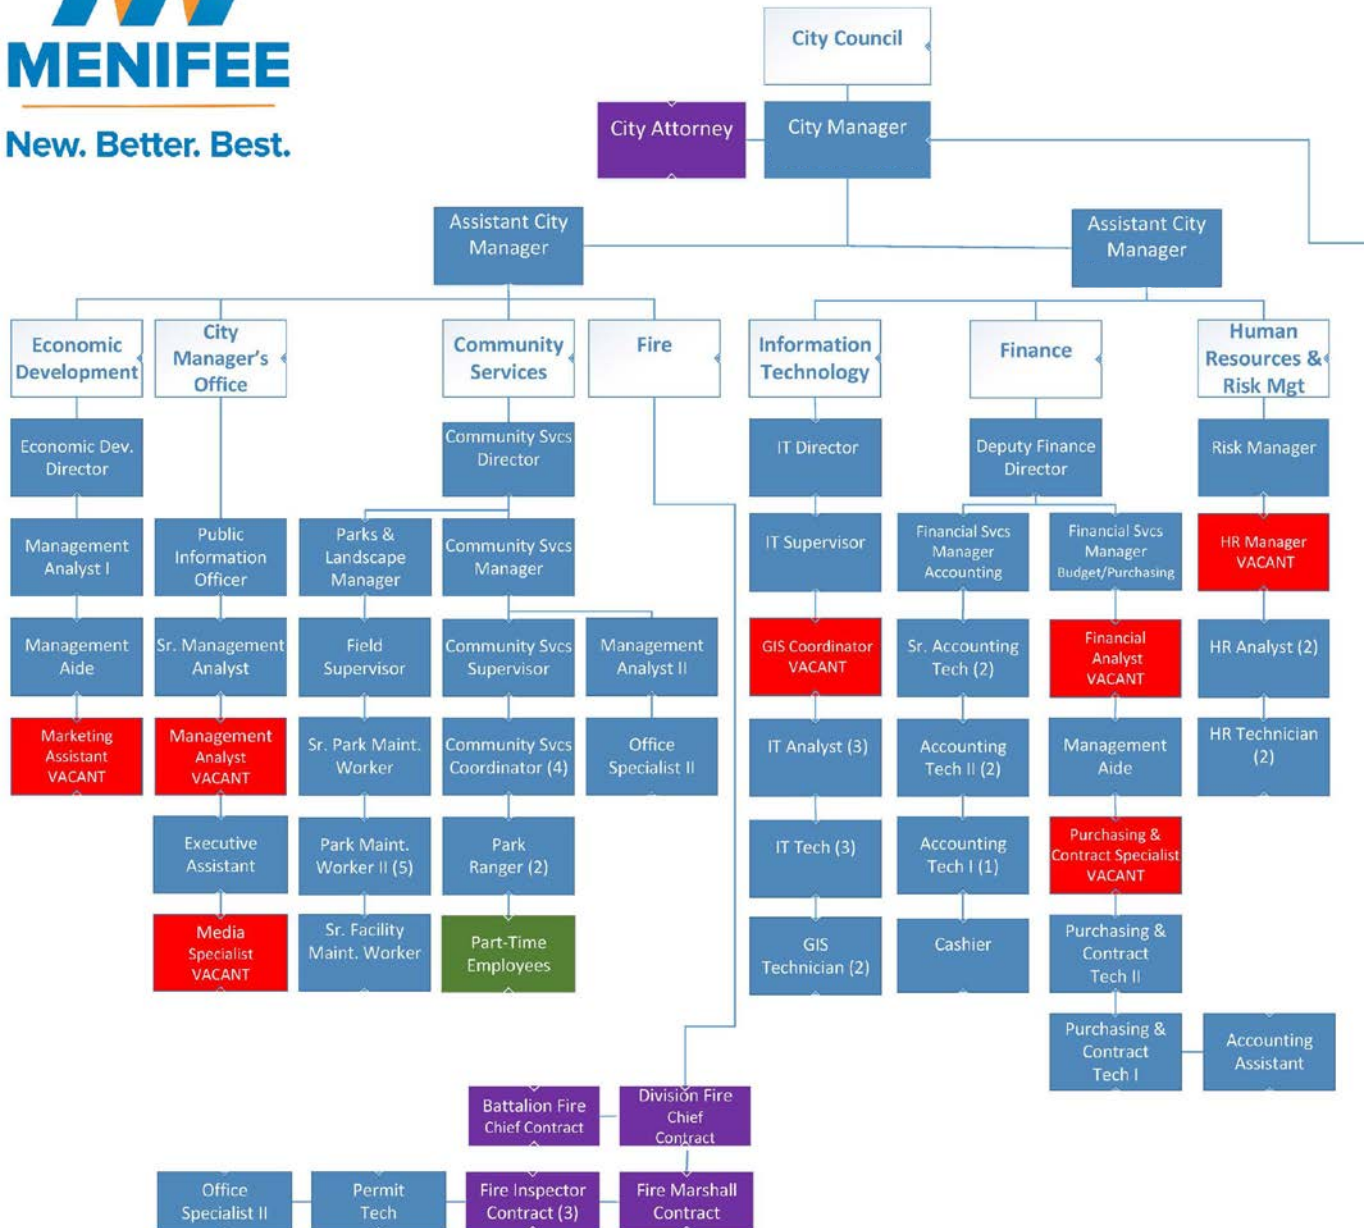 MENIFEE
New. Better. Best.
City Council
City Attorney
City Manager
Assistant City
Manager
Assistant City
Manager
Economic
Development
City
Manager's
Office
Community
Services
Fire
Information
Technology
Finance
Human
Resources &
Risk Mgt
Economic Dev.
Director
Community Svcs
Director
IT Director
Deputy Finance
Director
Risk Manager
Management
Analyst I
Public
Information
Officer
Parks &
Landscape
Manager
Community Svcs
Manager
IT Supervisor
Financial Svcs
Manager
Accounting
Financial Svcs
Manager
Budget/Purchasing
HR Manager
VACANT
Management
Aide
Sr. Management
Analyst
Field
Supervisor
Community Svcs
Supervisor
Management
Analyst II
GIS Coordinator
VACANT
Sr. Accounting
Tech (2)
Financial
Analyst
VACANT
HR Analyst (2)
Marketing
Assistant
VACANT
Management
Analyst
VACANT
Sr. Park Maint.
Worker
Community Svcs
Coordinator (4)
Office
Specialist II
IT Analyst (3)
Accounting
Tech II (2)
Management
Aide
HR Technician
(2)
Executive
Assistant
Park Maint.
Worker II (5)
Park
Ranger (2)
IT Tech (3)
Accounting
Tech I (1)
Purchasing &
Contract Specialist
VACANT
Media
Specialist
VACANT
Sr. Facility
Maint. Worker
Part-Time
Employees
GIS
Technician (2)
Cashier
Purchasing &
Contract
Tech II
Purchasing &
Contract
Tech I
Accounting
Assistant
Battalion Fire
Chief Contract
Division Fire
Chief
Contract
Office
Specialist II
Permit
Tech
Fire Inspector
Contract (3)
Fire Marshall
Contract